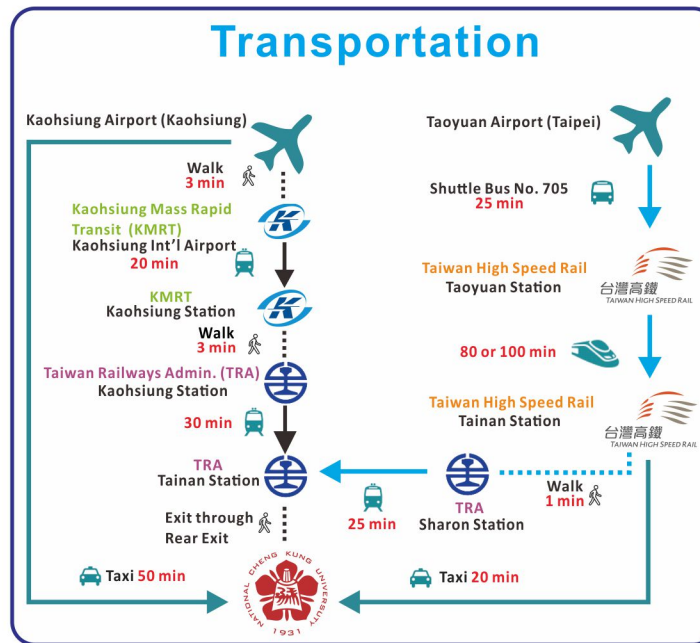 Transportation
Kaohsiung Airport (Kaohsiung)
Walk
3 min
Kaohsiung Mass Rapid
Transit (KMRT)
Kaohsiung Int'l Airport
20 min
KMRT
Kaohsiung Station
Walk
3 min
Taiwan Railways Admin. (TRA)
Kaohsiung Station
30 min
TRA
Tainan Station
Exit through
Rear Exit
Taxi 50 min
Taoyuan Airport (Taipei)
Shuttle Bus No. 705
25 min
Taiwan High Speed Rail
Taoyuan Station
台灣高鐵
TAIWAN HIGH SPEED RAIL
80 or 100 min
Taiwan High Speed Rail
Tainan Station
台灣高鐵
TAIWAN HIGH SPEED RAIL
Walk
1 min
TRA
Sharon Station
25 min
Taxi 20 min
NATIONAL CHENG KUNG UNIVERSITY
1931